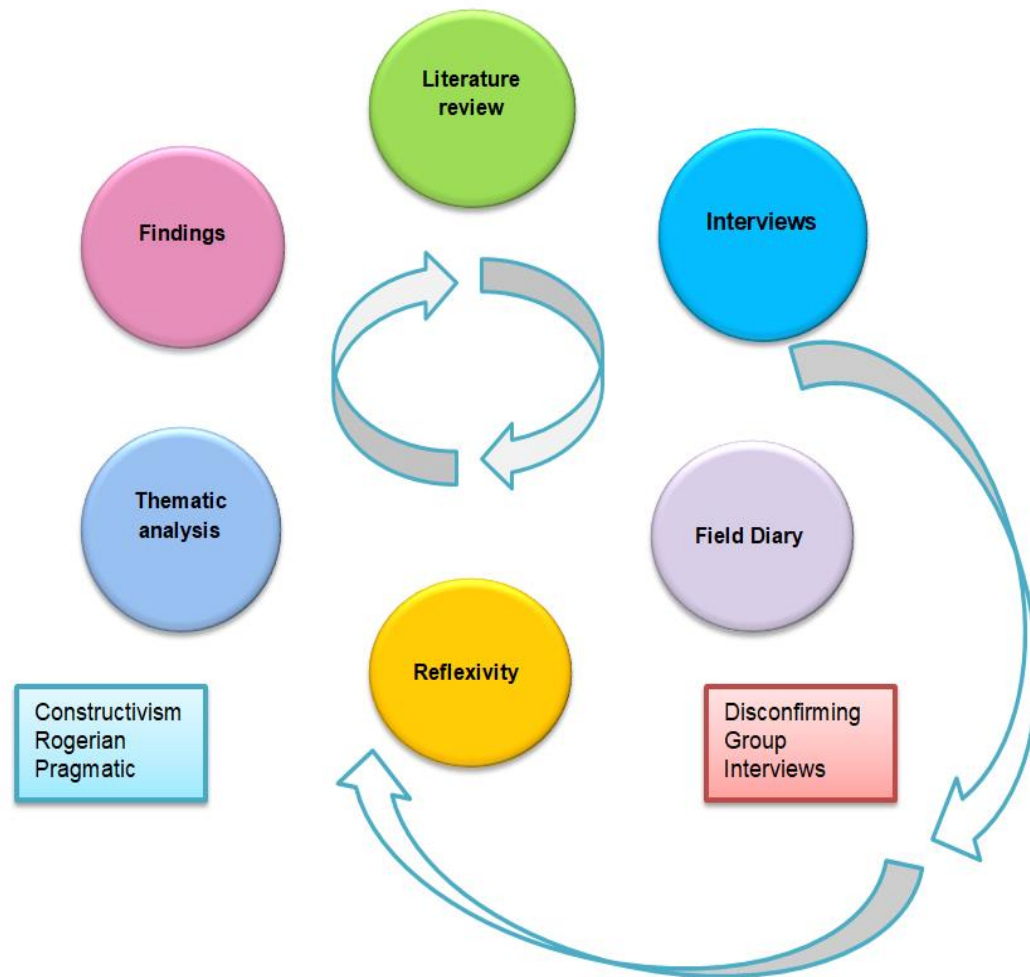 Literature
review
Interviews
Findings
Thematic
analysis
Field Diary
Reflexivity
Constructivism
Rogerian
Pragmatic
Disconfirming
Group
Interviews